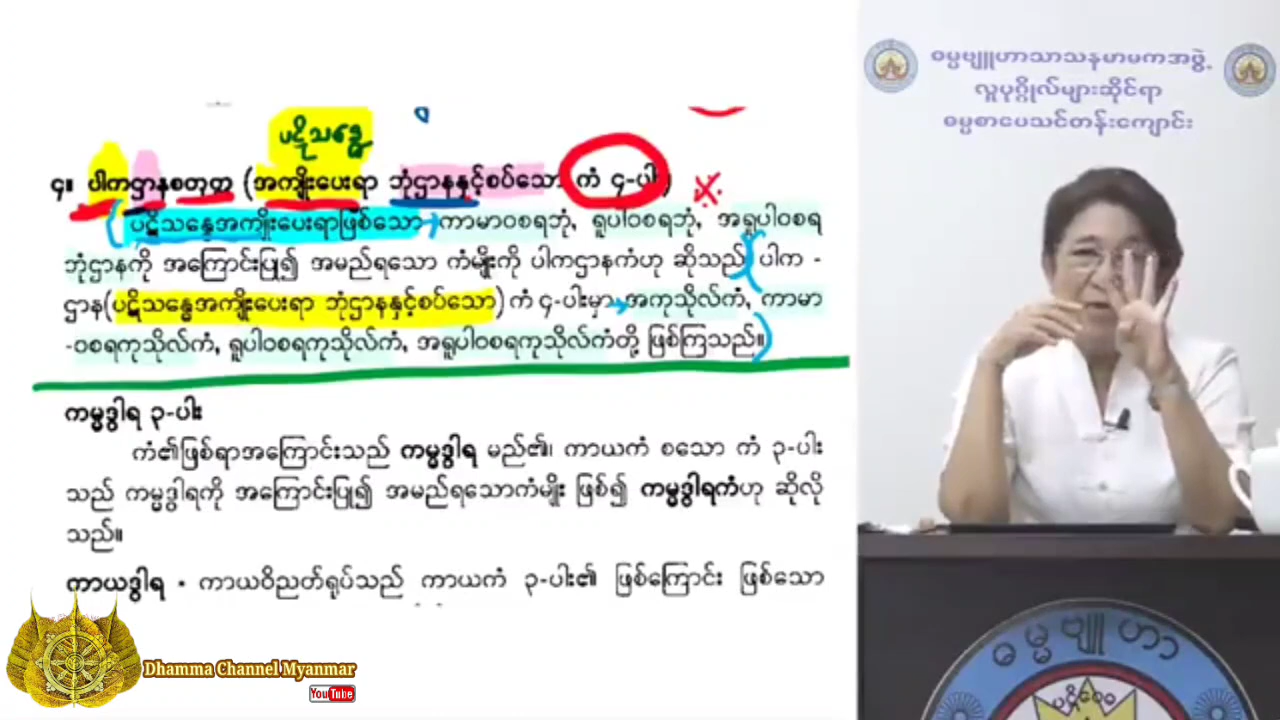 ပဋိသန္ဓေ
၄။ ပါကဌာနစတုတ္ထ (အကျိုးပေးရာ ဘုံဌာနနှင့်စပ်သော ကံ ၄-ပါး)
(ပဋိသန္ဓေအကျိုးပေးရာဖြစ်သော ကာမာဝစရဘုံ, ရူပါဝစရဘုံ, အရူပါဝစရ
ဘုံဌာနကို အကြောင်းပြု၍ အမည်ရသော ကံမျိုးကို ပါကဌာနကံဟု ဆိုသည်) (ပါက -
ဌာန(ပဋိသန္ဓေအကျိုးပေးရာ ဘုံဌာနနှင့်စပ်သော) ကံ ၄-ပါးမှာ အကုသိုလ်ကံ, ကာမာ
-ဝစရကုသိုလ်ကံ, ရူပါဝစရကုသိုလ်ကံ, အရူပါဝစရကုသိုလ်ကံတို့ ဖြစ်ကြသည်။)
ကမ္မဒွါရ ၃-ပါး
ကံ၏ဖြစ်ရာအကြောင်းသည် ကမ္မဒွါရ မည်၏၊ ကာယကံ စသော ကံ ၃-ပါး
သည် ကမ္မဒွါရကို အကြောင်းပြု၍ အမည်ရသောကံမျိုး ဖြစ်၍ ကမ္မဒွါရကံဟု ဆိုလို
သည်။
ကာယဒွါရ • ကာယဝိညတ်ရုပ်သည် ကာယကံ ၃-ပါး၏ ဖြစ်ကြောင်း ဖြစ်သော
Dhamma Channel Myanmar
YouTube
ဓမ္မဗျူဟာသာသနမာမကအဖွဲ့
လူပုဂ္ဂိုလ်များဆိုင်ရာ
ဓမ္မစာပေသင်တန်းကျောင်း
ဓမ္မဗျူဟာ
ပဋိဝေဓ